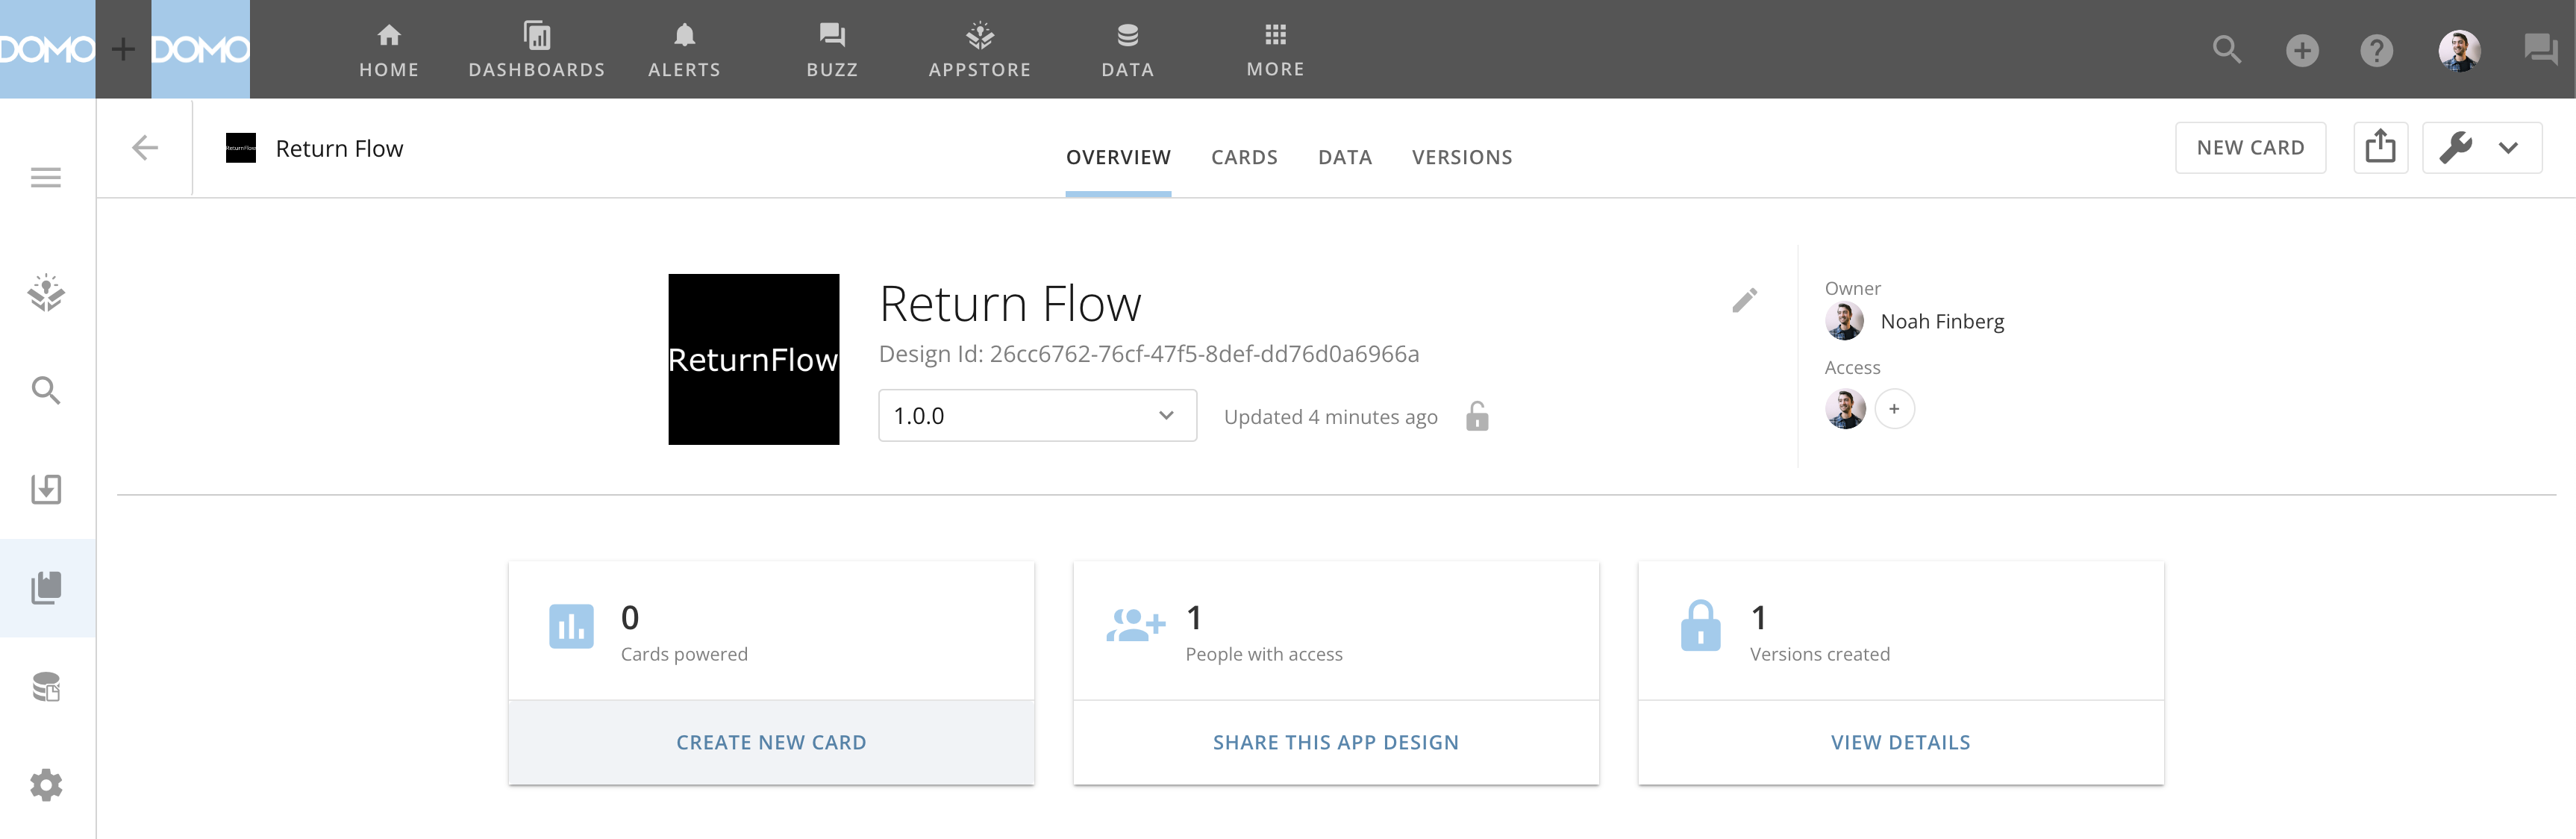 DOMO + DOMO
HOME DASHBOARDS ALERTS BUZZ APPSTORE DATA MORE
ReturnFlow Return Flow
OVERVIEW CARDS DATA VERSIONS
NEW CARD
ReturnFlow
Return Flow
Design Id: 26cc6762-76cf-47f5-8def-dd76d0a6966a
1.0.0
Updated 4 minutes ago
Owner
Noah Finberg
Access
+
0
Cards powered
CREATE NEW CARD
1
People with access
SHARE THIS APP DESIGN
1
Versions created
VIEW DETAILS